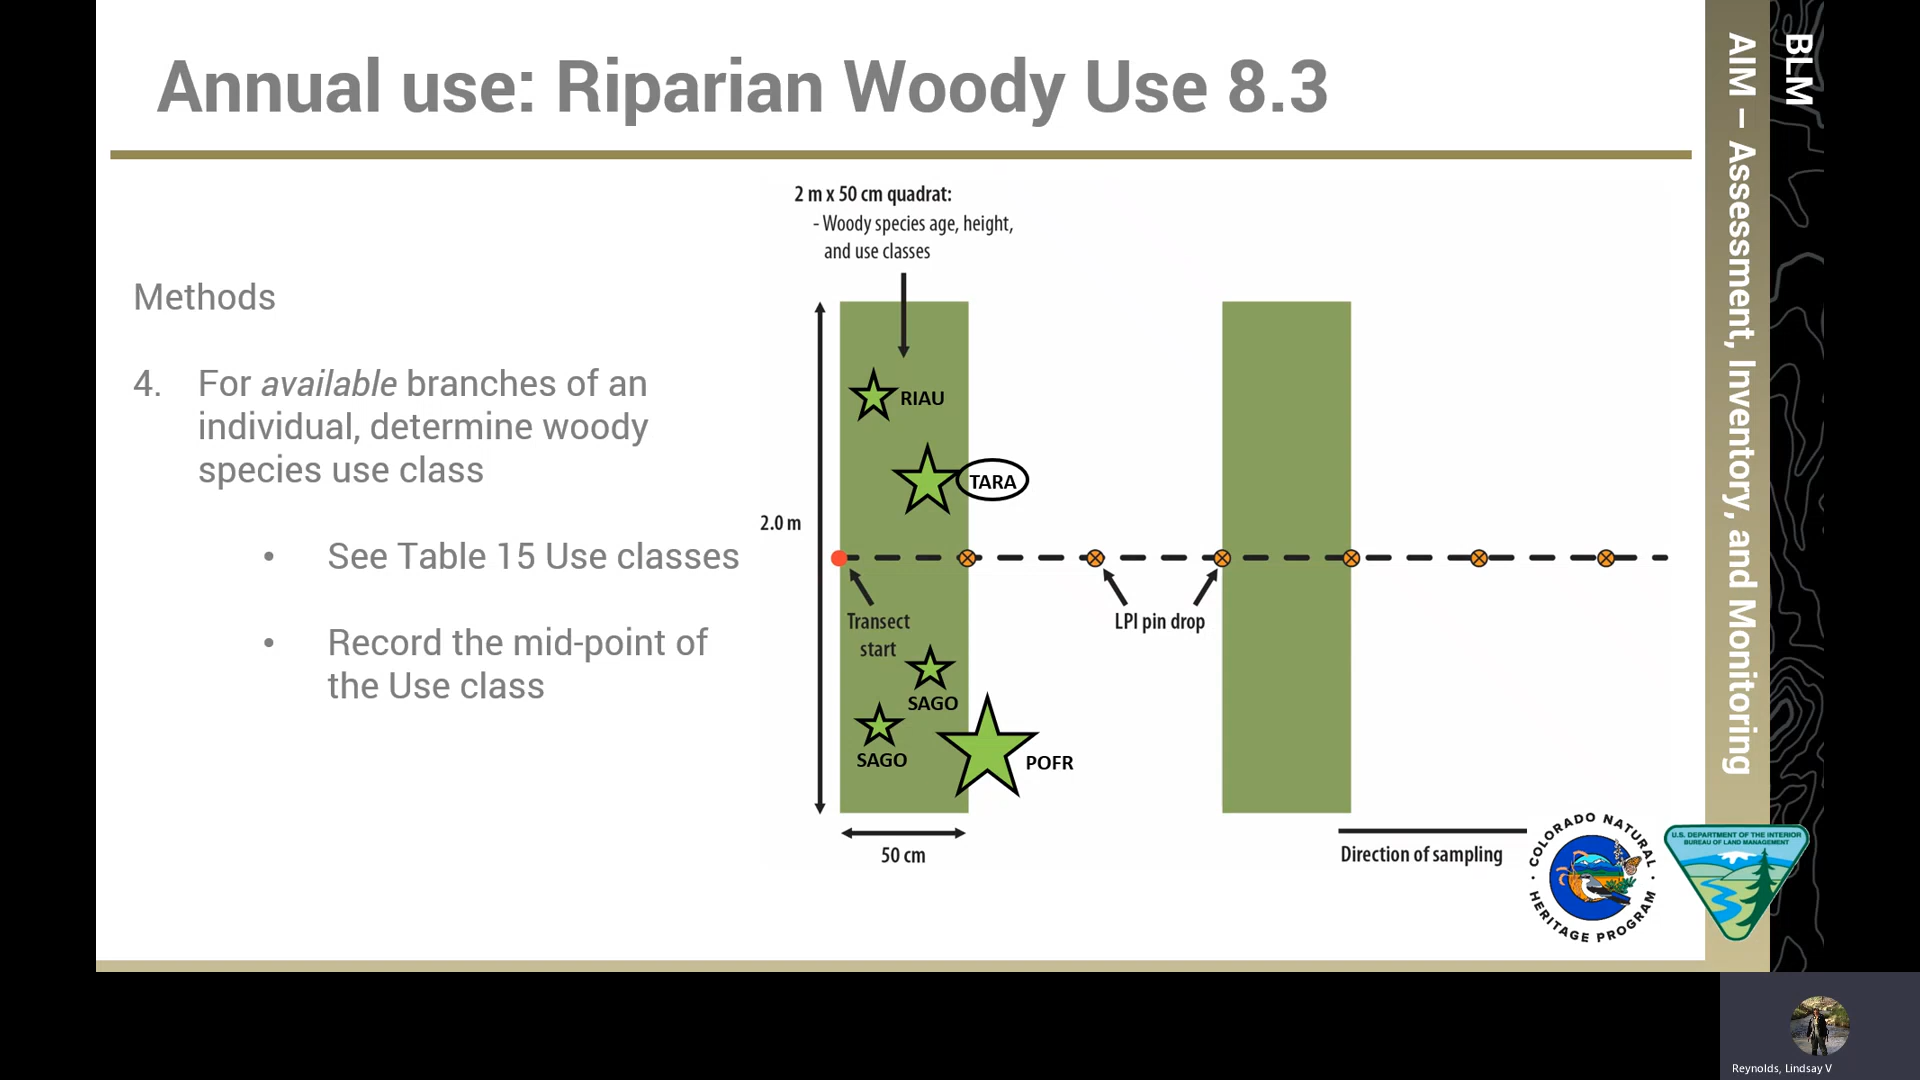 Annual use: Riparian Woody Use 8.3
BLM
AIM – Assessment, Inventory, and Monitoring
Methods
4. For available branches of an
individual, determine woody
species use class
• See Table 15 Use classes
• Record the mid-point of
the Use class
2 m x 50 cm quadrat:
- Woody species age, height,
and use classes
RIAU
TARA
2.0 m
Transect
start
LPI pin drop
SAGO
SAGO
POFR
50 cm
Direction of sampling
COLORADO NATURAL
HERITAGE PROGRAM
U.S. DEPARTMENT OF THE INTERIOR
BUREAU OF LAND MANAGEMENT
Reynolds, Lindsay V